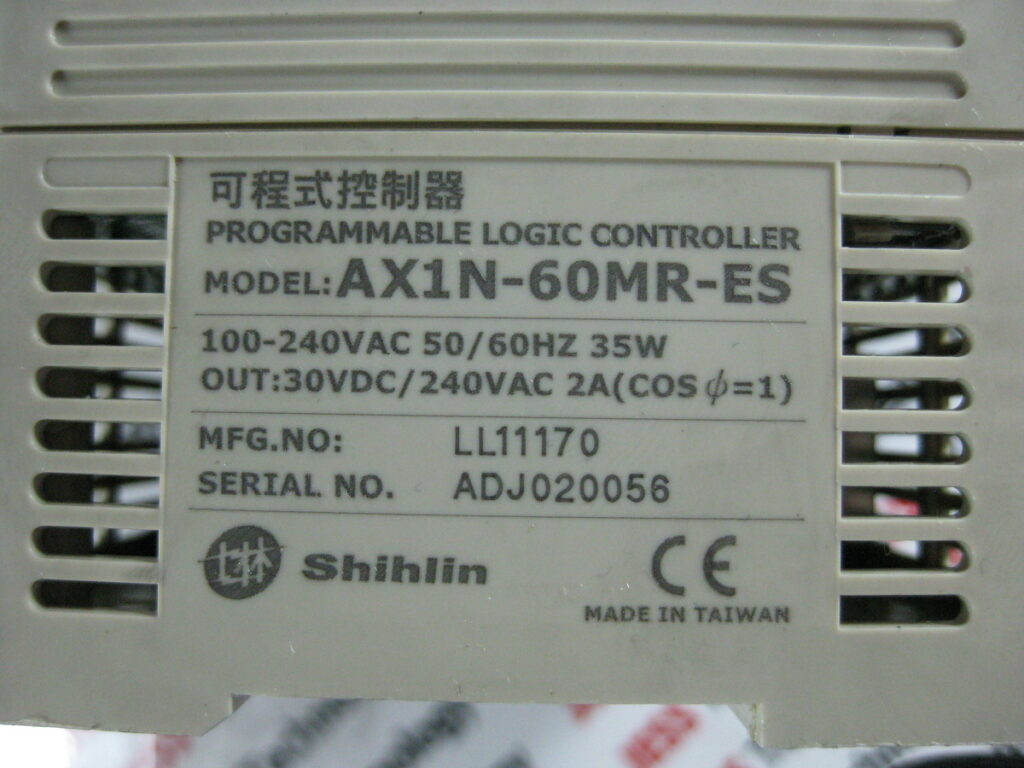 可程式控制器
PROGRAMMABLE LOGIC CONTROLLER
MODEL:AX1N-60MR-ES
100-240VAC 50/60HZ 35W
OUT:30VDC/240VAC 2A(COSϕ=1)
MFG.NO: LL11170
SERIAL NO. ADJ020056
Shihlin
CE
MADE IN TAIWAN